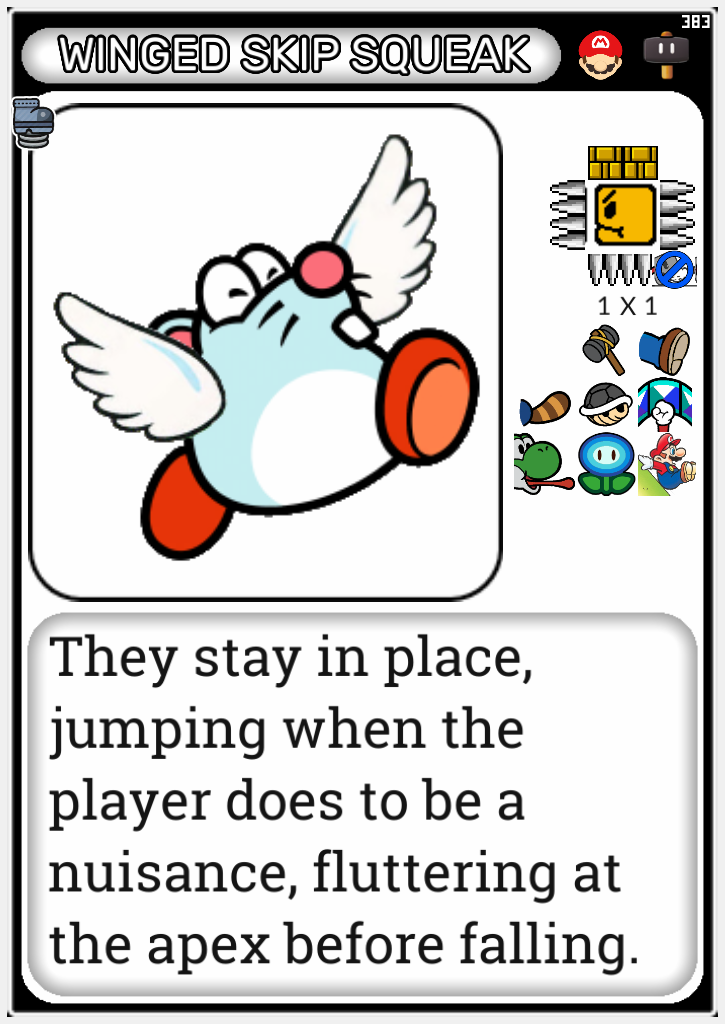 383
WINGED SKIP SQUEAK
1 X 1
They stay in place,
jumping when the
player does to be a
nuisance, fluttering at
the apex before falling.